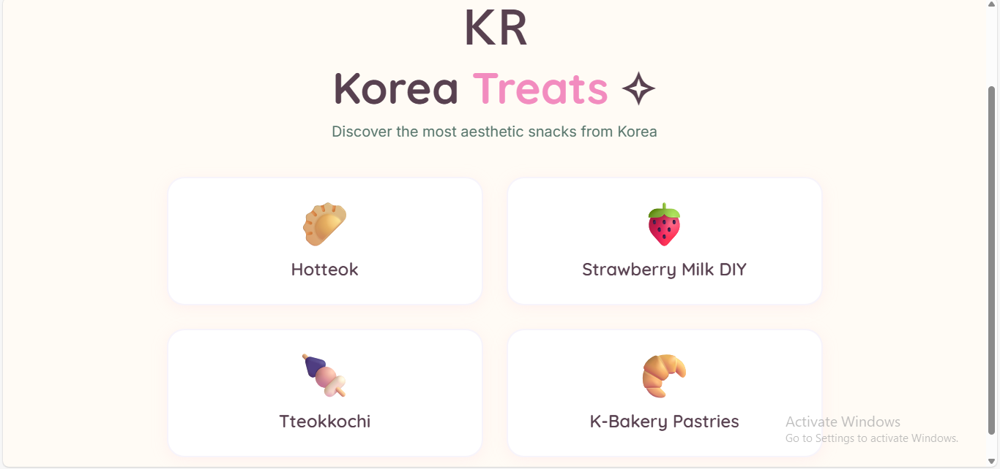 KR
Korea Treats ✧
Discover the most aesthetic snacks from Korea
Hotteok
Strawberry Milk DIY
Tteokkochi
K-Bakery Pastries
Activate Windows
Go to Settings to activate Windows.